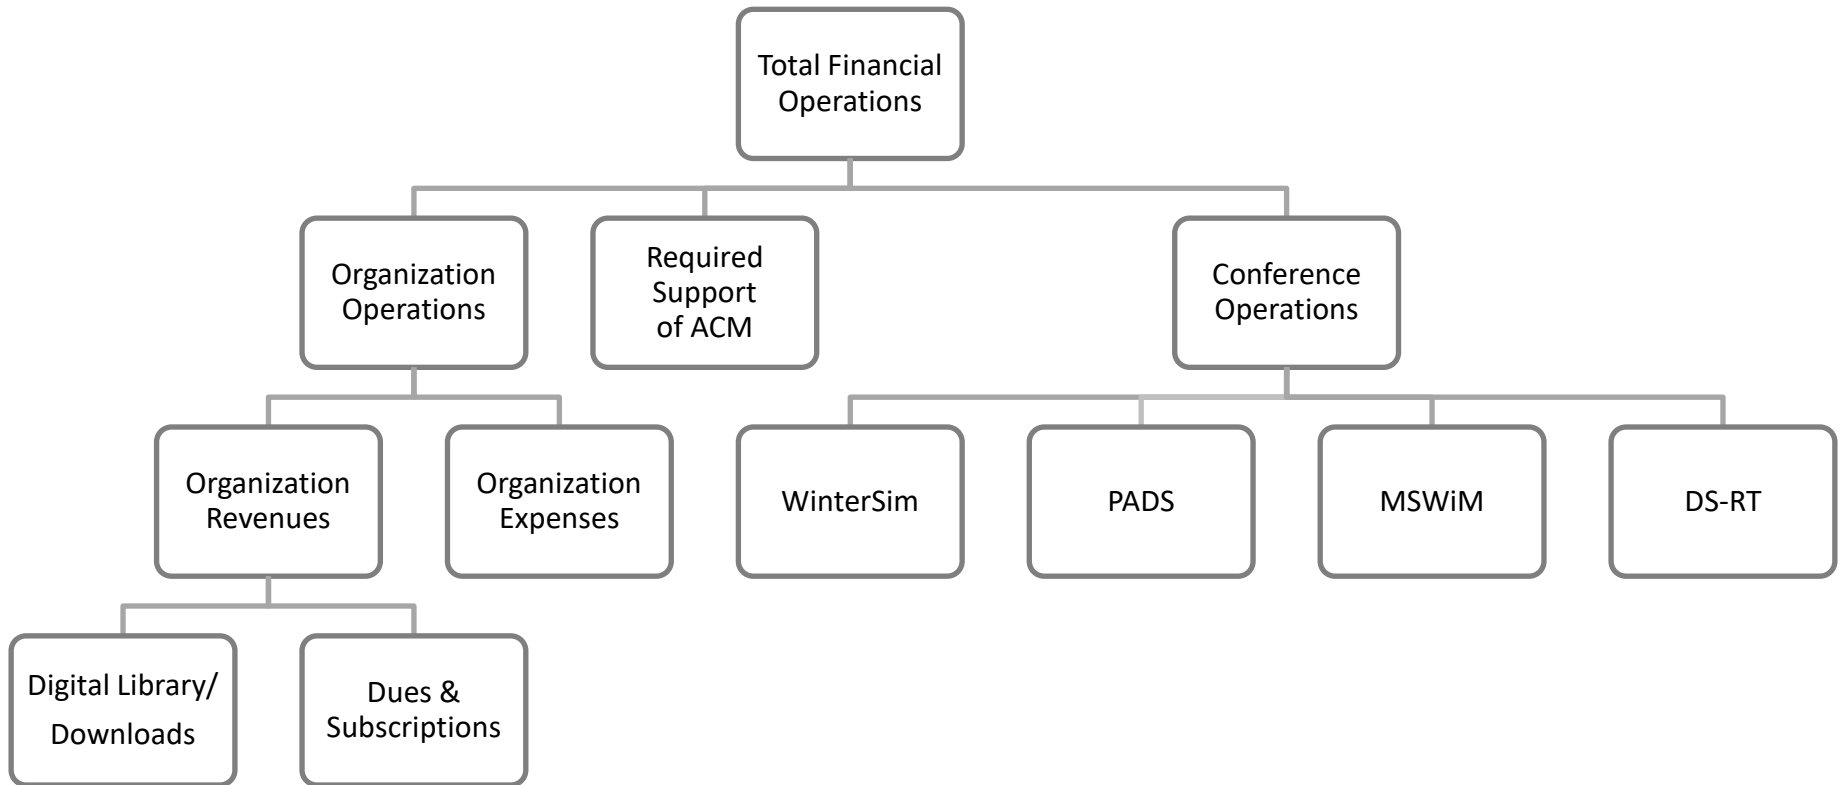 Total Financial
Operations
Organization
Operations
Required
Support
of ACM
Conference
Operations
Organization
Revenues
Organization
Expenses
WinterSim
PADS
MSWiM
DS-RT
Digital Library/
Downloads
Dues &
Subscriptions